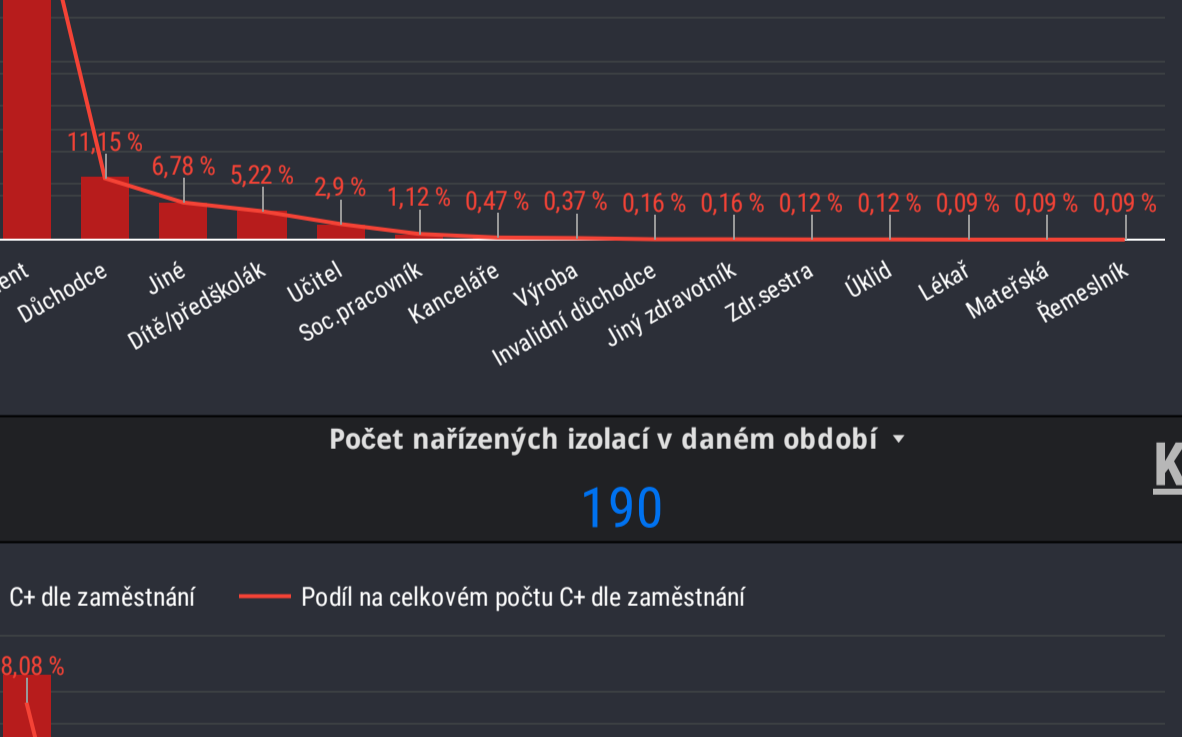 11,15 %
6,78 %
5,22 %
2,9 %
1,12 %
0,47 %
0,37 %
0,16 %
0,16 %
0,12 %
0,12 %
0,09 %
0,09 %
0,09 %
ent
Důchodce
Jiné
Dítě/předškolák
Učitel
Soc.pracovník
Kanceláře
Výroba
Invalidní důchodce
Jiný zdravotník
Zdr.sestra
Úklid
Lékař
Mateřská
Řemeslník
Počet nařízených izolací v daném období
K
190
C+ dle zaměstnání
Podíl na celkovém počtu C+ dle zaměstnání
8,08 %